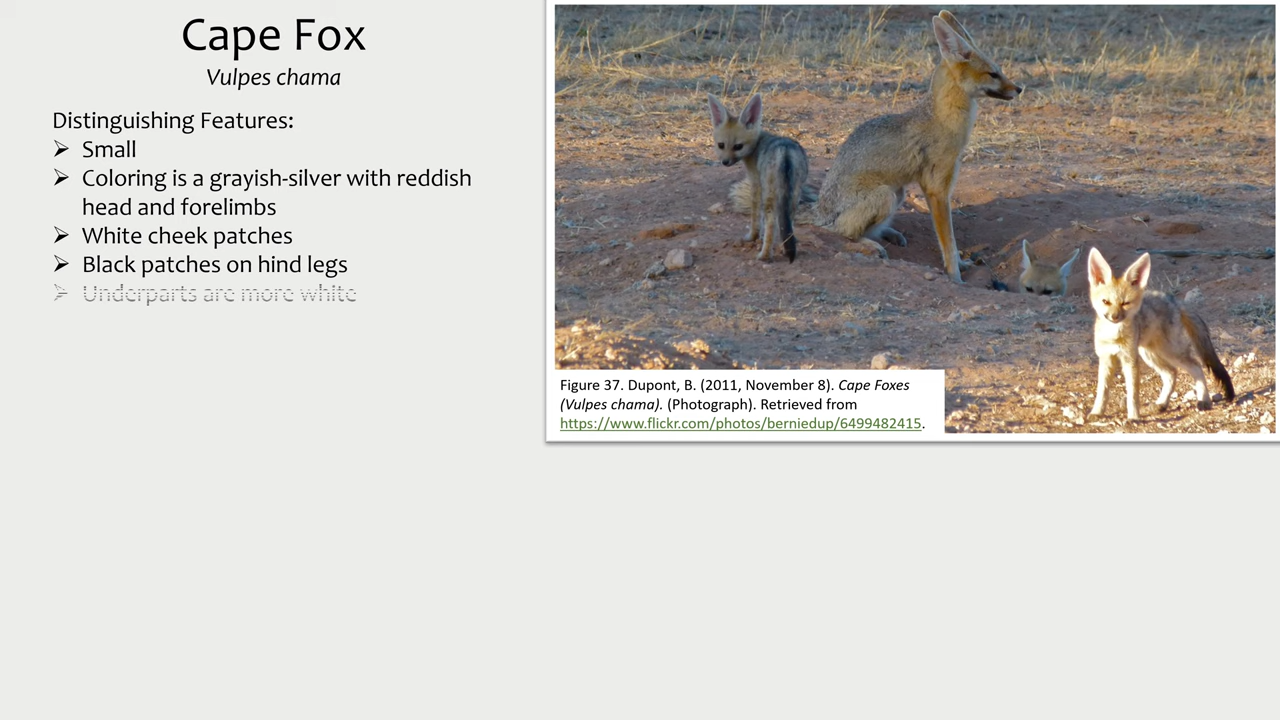 Cape Fox
Vulpes chama
Distinguishing Features:
➢ Small
➢ Coloring is a grayish-silver with reddish
head and forelimbs
➢ White cheek patches
➢ Black patches on hind legs
➢ Underparts are more white
Figure 37. Dupont, B. (2011, November 8). Cape Foxes
(Vulpes chama). (Photograph). Retrieved from
https://www.flickr.com/photos/berniedup/6499482415.